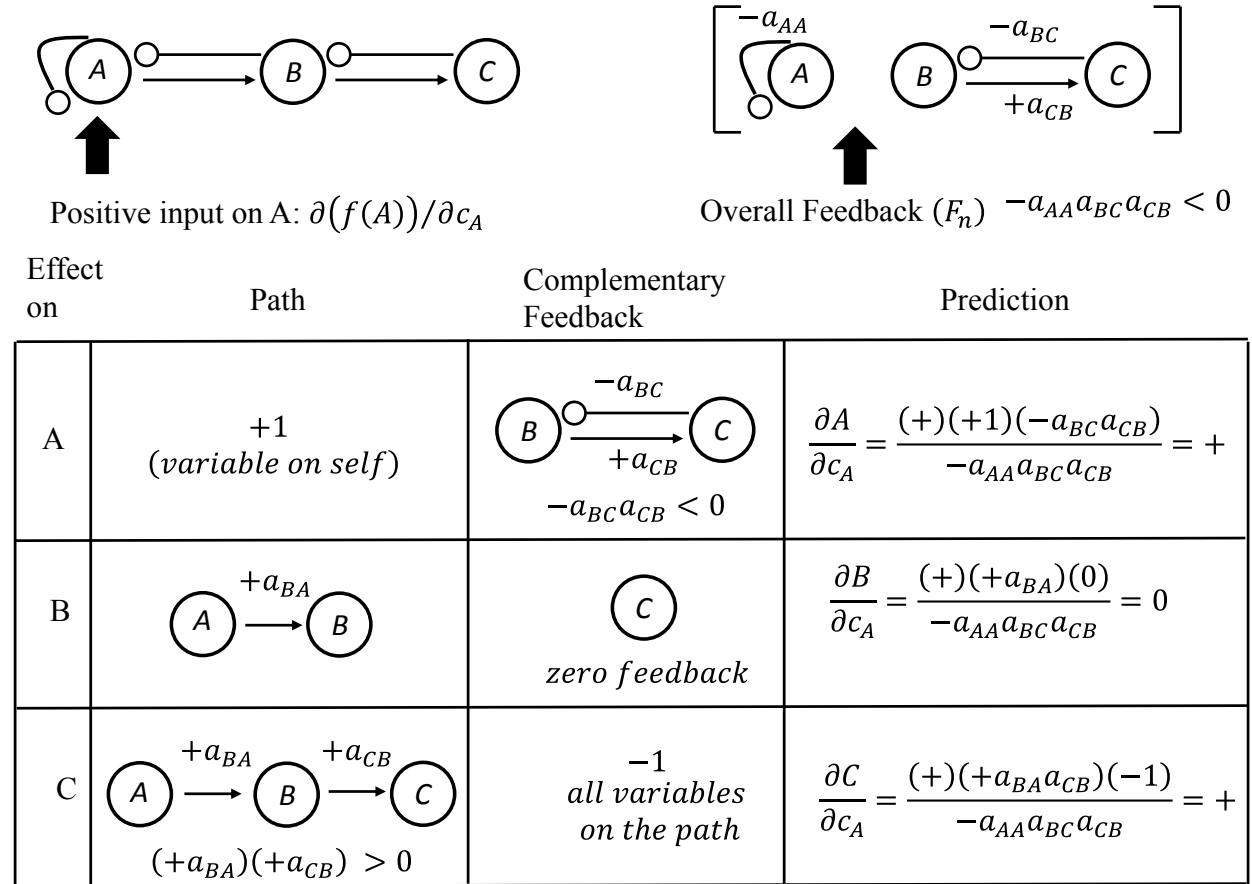 A B C
−a_AA
A B C
−a_BC
+a_CB
Positive input on A: ∂(f(A))/∂c_A
Overall Feedback (F_n) −a_AA a_BC a_CB < 0
Effect on
Path
Complementary Feedback
Prediction
A
+1
(variable on self)
−a_BC
B C
+a_CB
−a_BC a_CB < 0
∂A/∂c_A = (+)(+1)(−a_BC a_CB)/−a_AA a_BC a_CB = +
B
+a_BA
A B
C
zero feedback
∂B/∂c_A = (+)(+a_BA)(0)/−a_AA a_BC a_CB = 0
C
+a_BA +a_CB
A B C
(+a_BA)(+a_CB) > 0
−1
all variables
on the path
∂C/∂c_A = (+)(+a_BA a_CB)(−1)/−a_AA a_BC a_CB = +